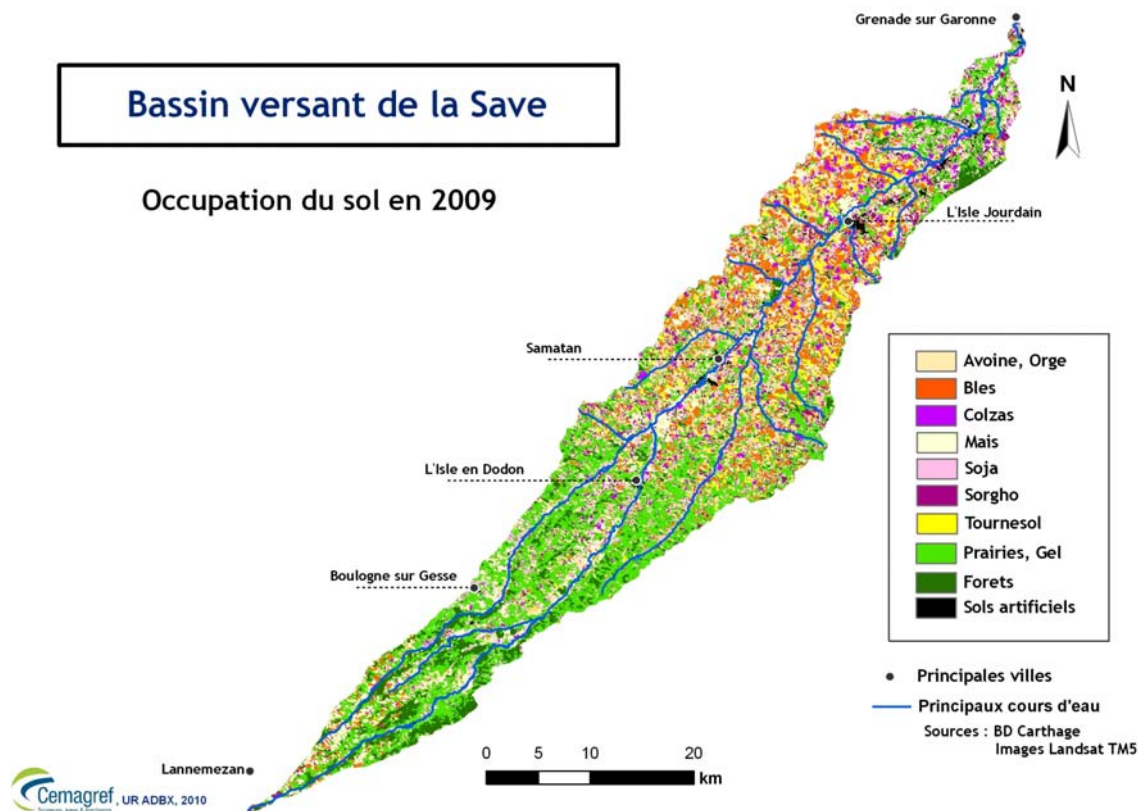 Grenade sur Garonne
Bassin versant de la Save
N
Occupation du sol en 2009
L'Isle Jourdain
Samatan
Avoine, Orge
Bles
Colzas
Mais
Soja
Sorgho
Tournesol
Prairies, Gel
Forets
Sols artificiels
L'Isle en Dodon
Boulogne sur Gesse
Principales villes
Principaux cours d'eau
Sources : BD Carthage
Images Landsat TM5
Lannemezan
0 5 10 20
km
Cemagref, UR ADBX, 2010